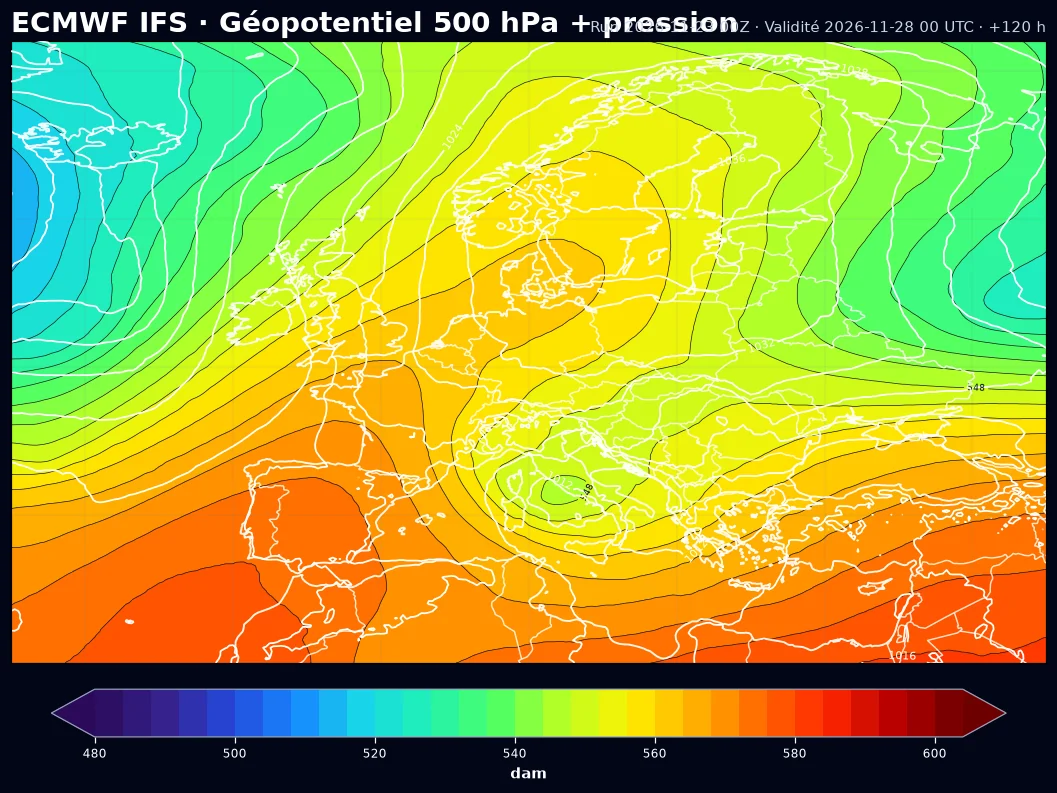 ECMWF IFS · Géopotentiel 500 hPa + pression
Validité 2026-11-28 00 UTC · +120 h
1024
1036
1032
548
1012
548
1016
480 500 520 540 560 580 600
dam